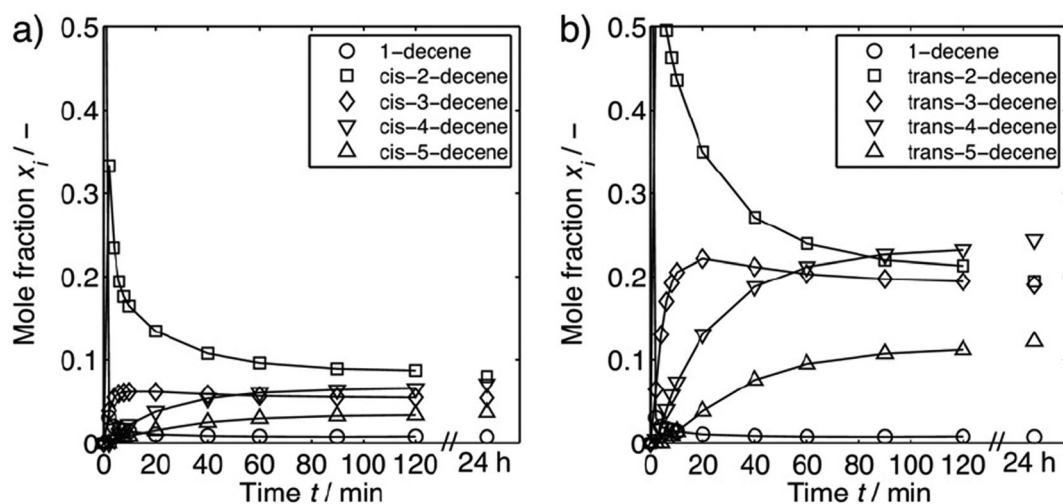 a)
0.5
0.4
0.3
0.2
0.1
0
Mole fraction x_i / –
1–decene
cis–2–decene
cis–3–decene
cis–4–decene
cis–5–decene
0 20 40 60 80 100 120 // 24 h
Time t / min
b)
0.5
0.4
0.3
0.2
0.1
0
Mole fraction x_i / –
1–decene
trans–2–decene
trans–3–decene
trans–4–decene
trans–5–decene
0 20 40 60 80 100 120 // 24 h
Time t / min